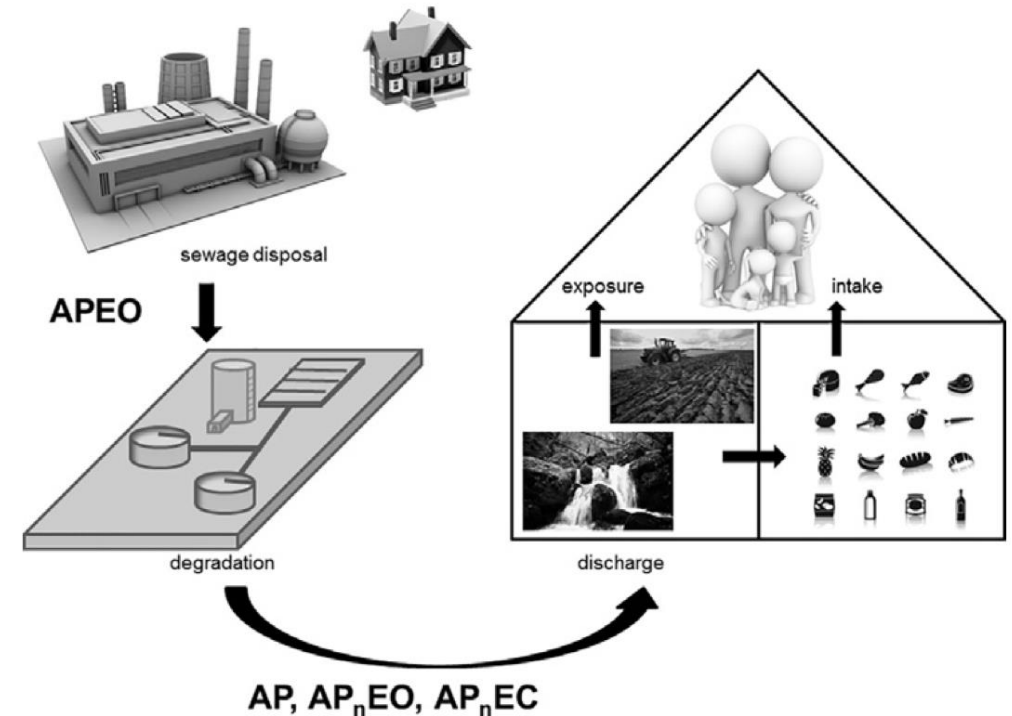 sewage disposal
APEO
exposure
intake
degradation
discharge
AP, APₙEO, APₙEC